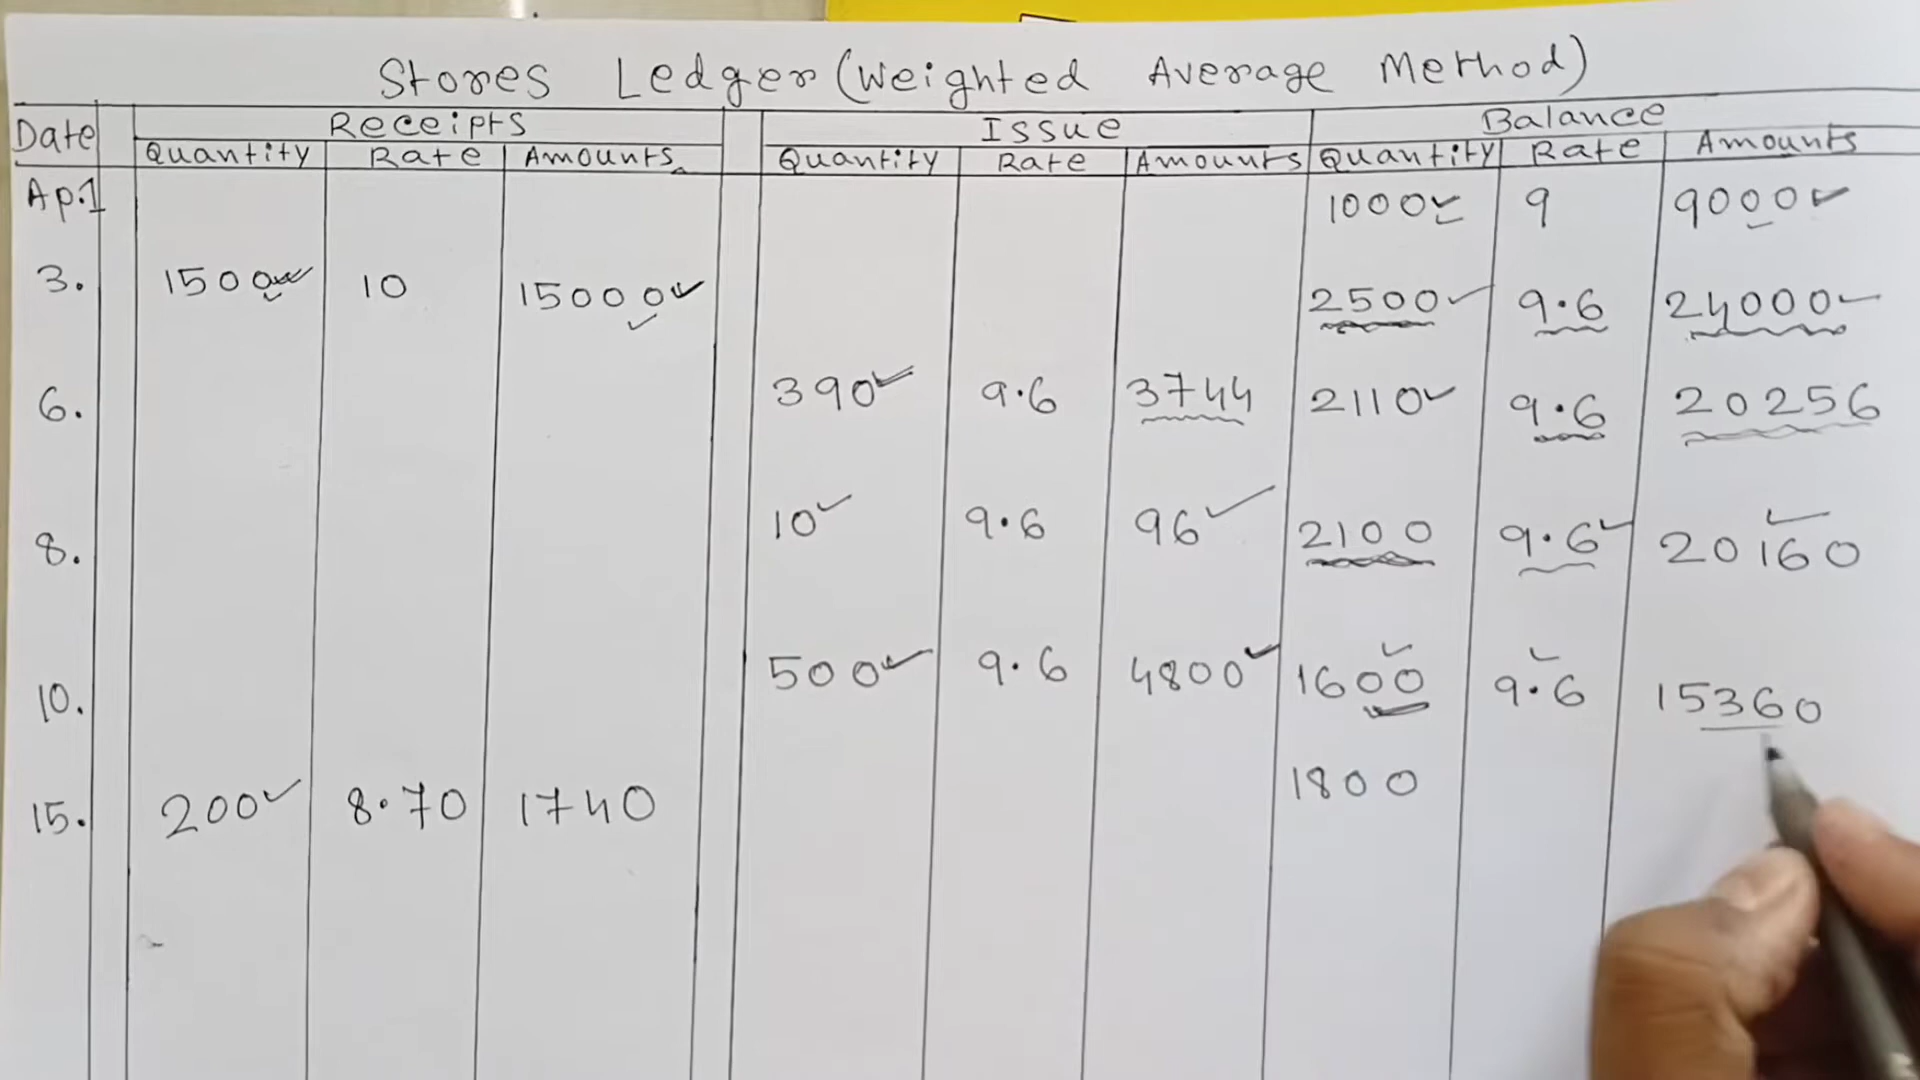 Stores Ledger (Weighted Average Method)
Date Receipts Issue Balance
Quantity Rate Amounts Quantity Rate Amounts Quantity Rate Amounts
Ap.1 1000 9 9000
3. 1500 10 15000 2500 9.6 24000
6. 390 9.6 3744 2110 9.6 20256
8. 10 9.6 96 2100 9.6 20160
10. 500 9.6 4800 1600 9.6 15360
15. 200 8.70 1740 1800